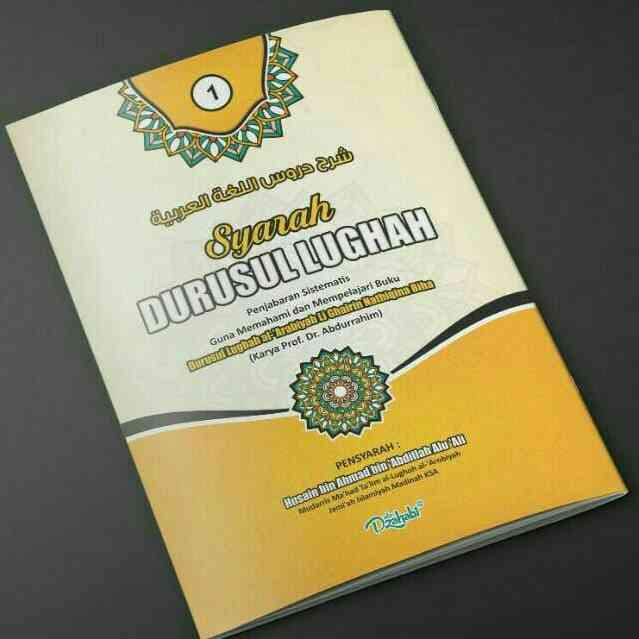 1
شرح دروس اللغة العربية
Syarah
DURUSUL LUGHAH
Penjabaran Sistematis
Guna Memahami dan Mempelajari Buku
Durusul Lughah al-'Arabiyah Li Ghairin Nathiqina Biha
(Karya Prof. Dr. Abdurrahim)
PENSYARAH :
Husain bin Ahmad bin 'Abdillah Alu 'Ali
Mudarris Ma'had Ta'lim al-Lughah al-'Arabiyah
Jami'ah Islamiyah Madinah KSA
Dzahabi